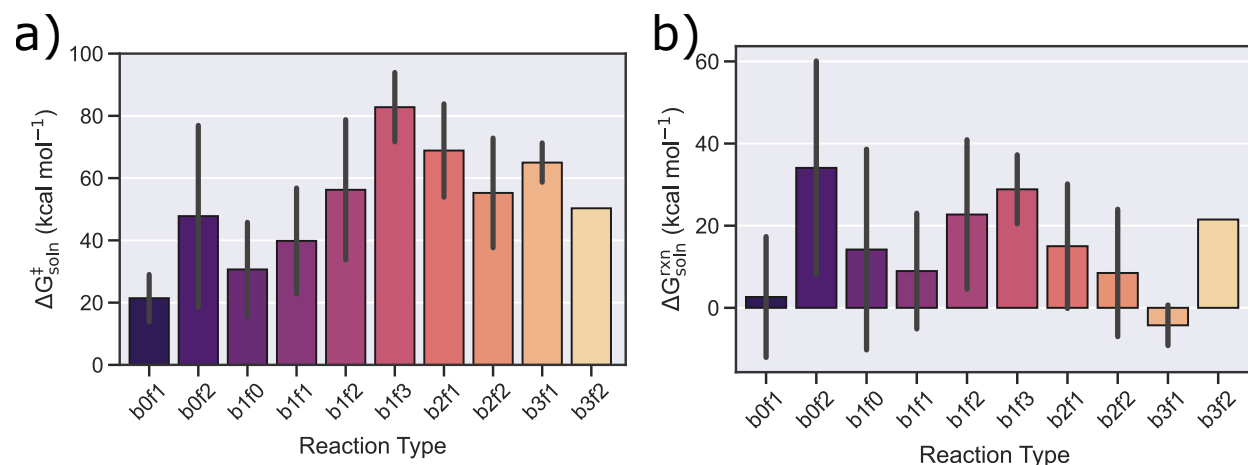 a)
ΔG‡soln (kcal mol−1)
100
80
60
40
20
0
b0f1 b0f2 b1f0 b1f1 b1f2 b1f3 b2f1 b2f2 b3f1 b3f2
Reaction Type
b)
ΔGrxnsoln (kcal mol−1)
60
40
20
0
b0f1 b0f2 b1f0 b1f1 b1f2 b1f3 b2f1 b2f2 b3f1 b3f2
Reaction Type